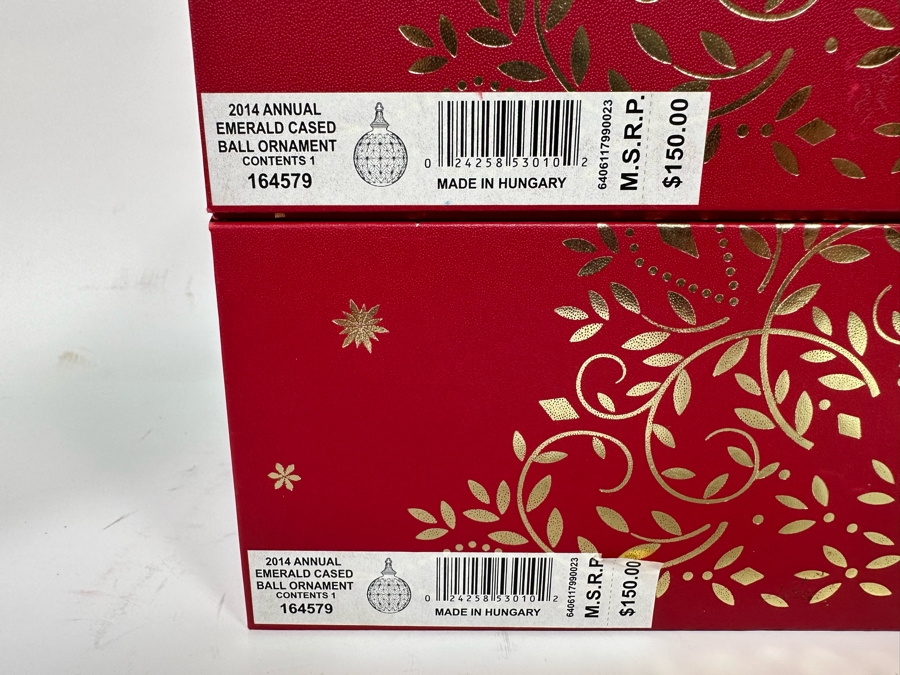 2014 ANNUAL
EMERALD CASED
BALL ORNAMENT
CONTENTS 1
164579
0 24258 53010 2
MADE IN HUNGARY
6406117990023
M.S.R.P.
$150.00
2014 ANNUAL
EMERALD CASED
BALL ORNAMENT
CONTENTS 1
164579
0 24258 53010 2
MADE IN HUNGARY
6406117990023
M.S.R.P
$150.00